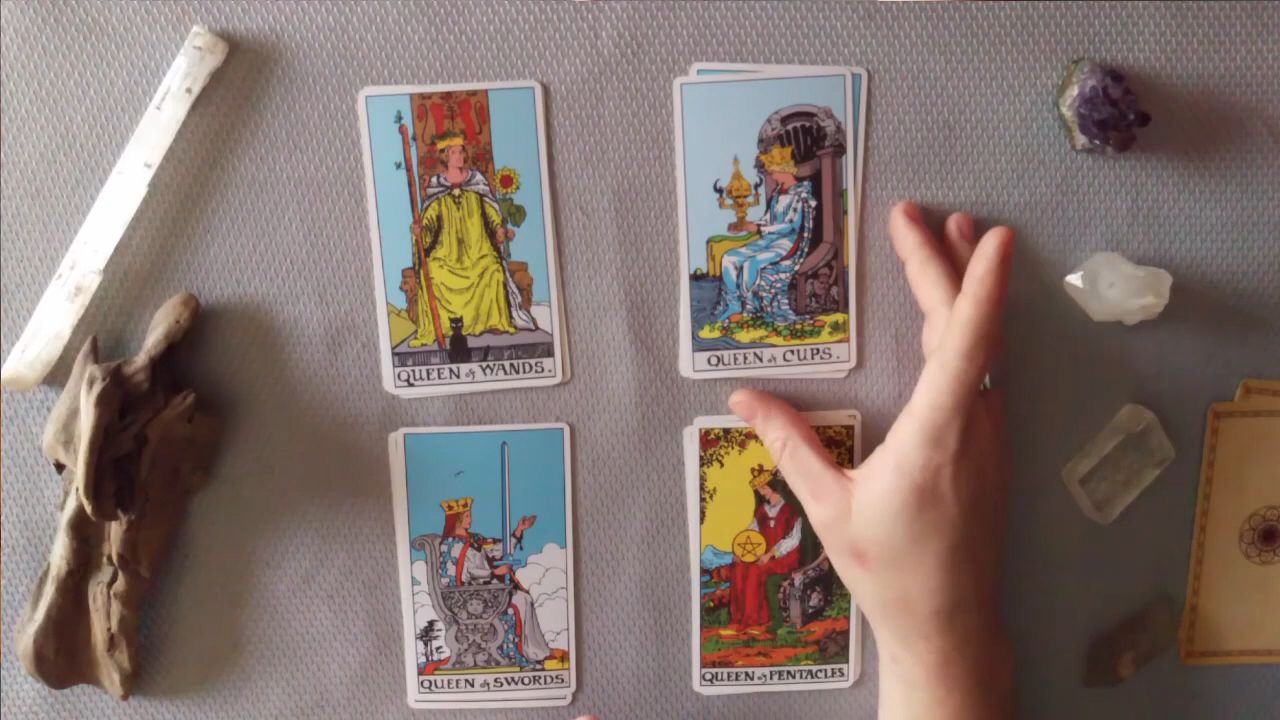 QUEEN of WANDS.
QUEEN of CUPS.
QUEEN of SWORDS.
QUEEN of PENTACLES